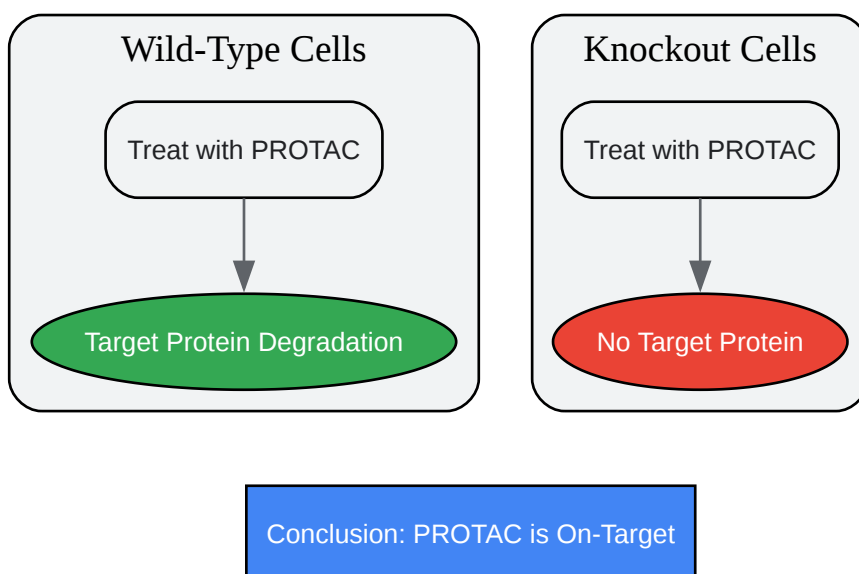 Wild-Type Cells
Knockout Cells
Treat with PROTAC
Treat with PROTAC
Target Protein Degradation
No Target Protein
Conclusion: PROTAC is On-Target